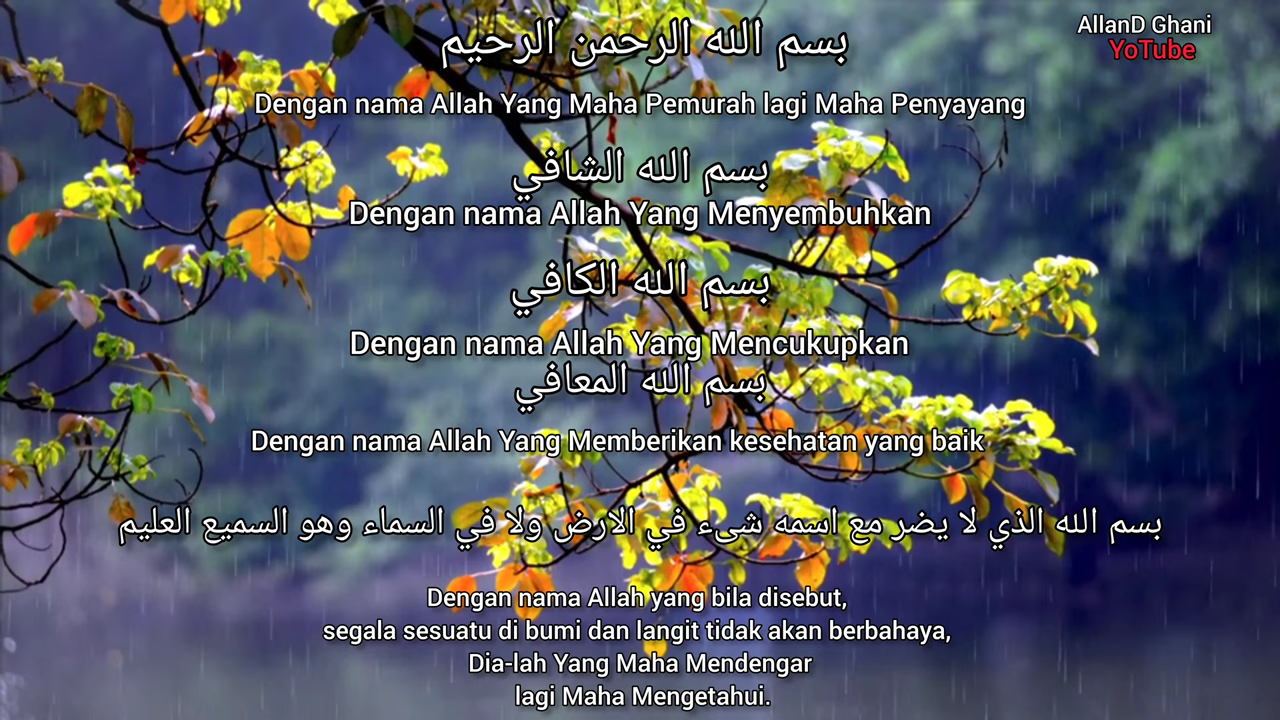 AllanD Ghani
YoTube
بسم الله الرحمن الرحيم
Dengan nama Allah Yang Maha Pemurah lagi Maha Penyayang
بسم الله الشافي
Dengan nama Allah Yang Menyembuhkan
بسم الله الكافي
Dengan nama Allah Yang Mencukupkan
بسم الله المعافي
Dengan nama Allah Yang Memberikan kesehatan yang baik
بسم الله الذي لا يضر مع اسمه شىء في الارض ولا في السماء وهو السميع العليم
Dengan nama Allah yang bila disebut,
segala sesuatu di bumi dan langit tidak akan berbahaya,
Dia-lah Yang Maha Mendengar
lagi Maha Mengetahui.